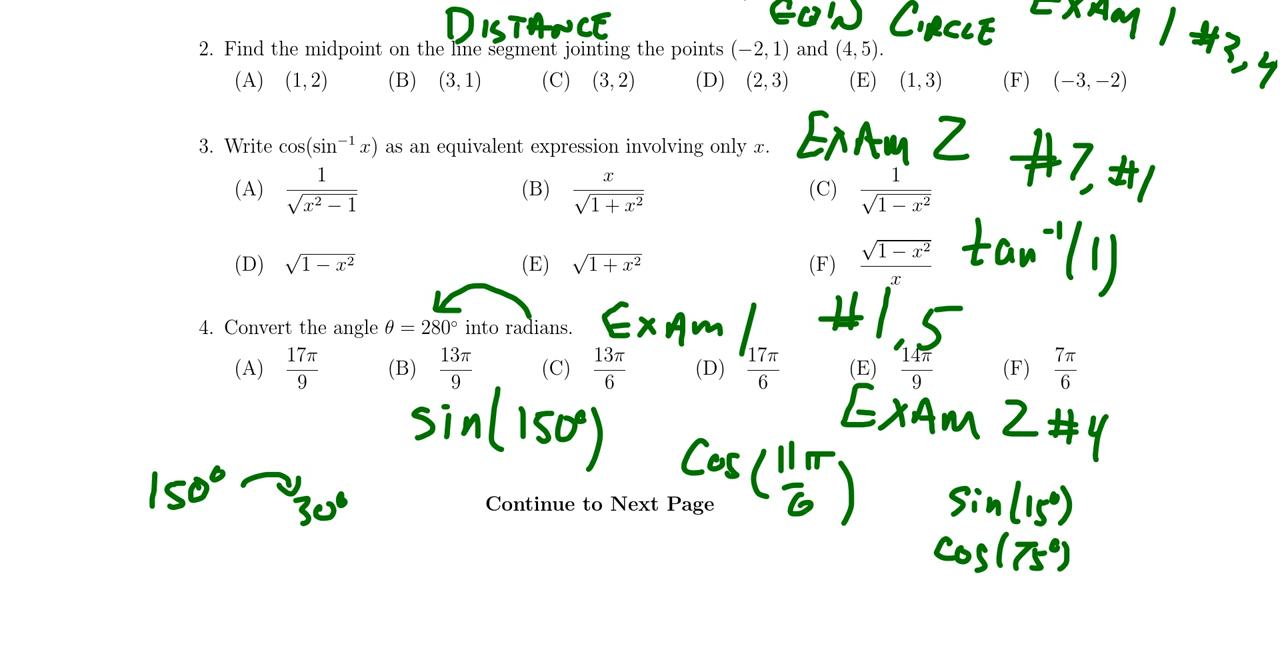 DISTANCE EQN CIRCLE EXAM 1 #3, 4
2. Find the midpoint on the line segment jointing the points (−2, 1) and (4, 5).
(A) (1, 2) (B) (3, 1) (C) (3, 2) (D) (2, 3) (E) (1, 3) (F) (−3, −2)
3. Write cos(sin⁻¹ x) as an equivalent expression involving only x. EXAM 2 #7, #1
(A) 1/√(x² − 1) (B) x/√(1 + x²) (C) 1/√(1 − x²)
(D) √(1 − x²) (E) √(1 + x²) (F) √(1 − x²)/x tan⁻¹(1)
4. Convert the angle θ = 280° into radians. EXAM 1 #1, 5
(A) 17π/9 (B) 13π/9 (C) 13π/6 (D) 17π/6 (E) 14π/9 (F) 7π/6
sin(150°) EXAM 2 #4
150° 30° cos(11π/6)
Continue to Next Page sin(15°)
cos(75°)